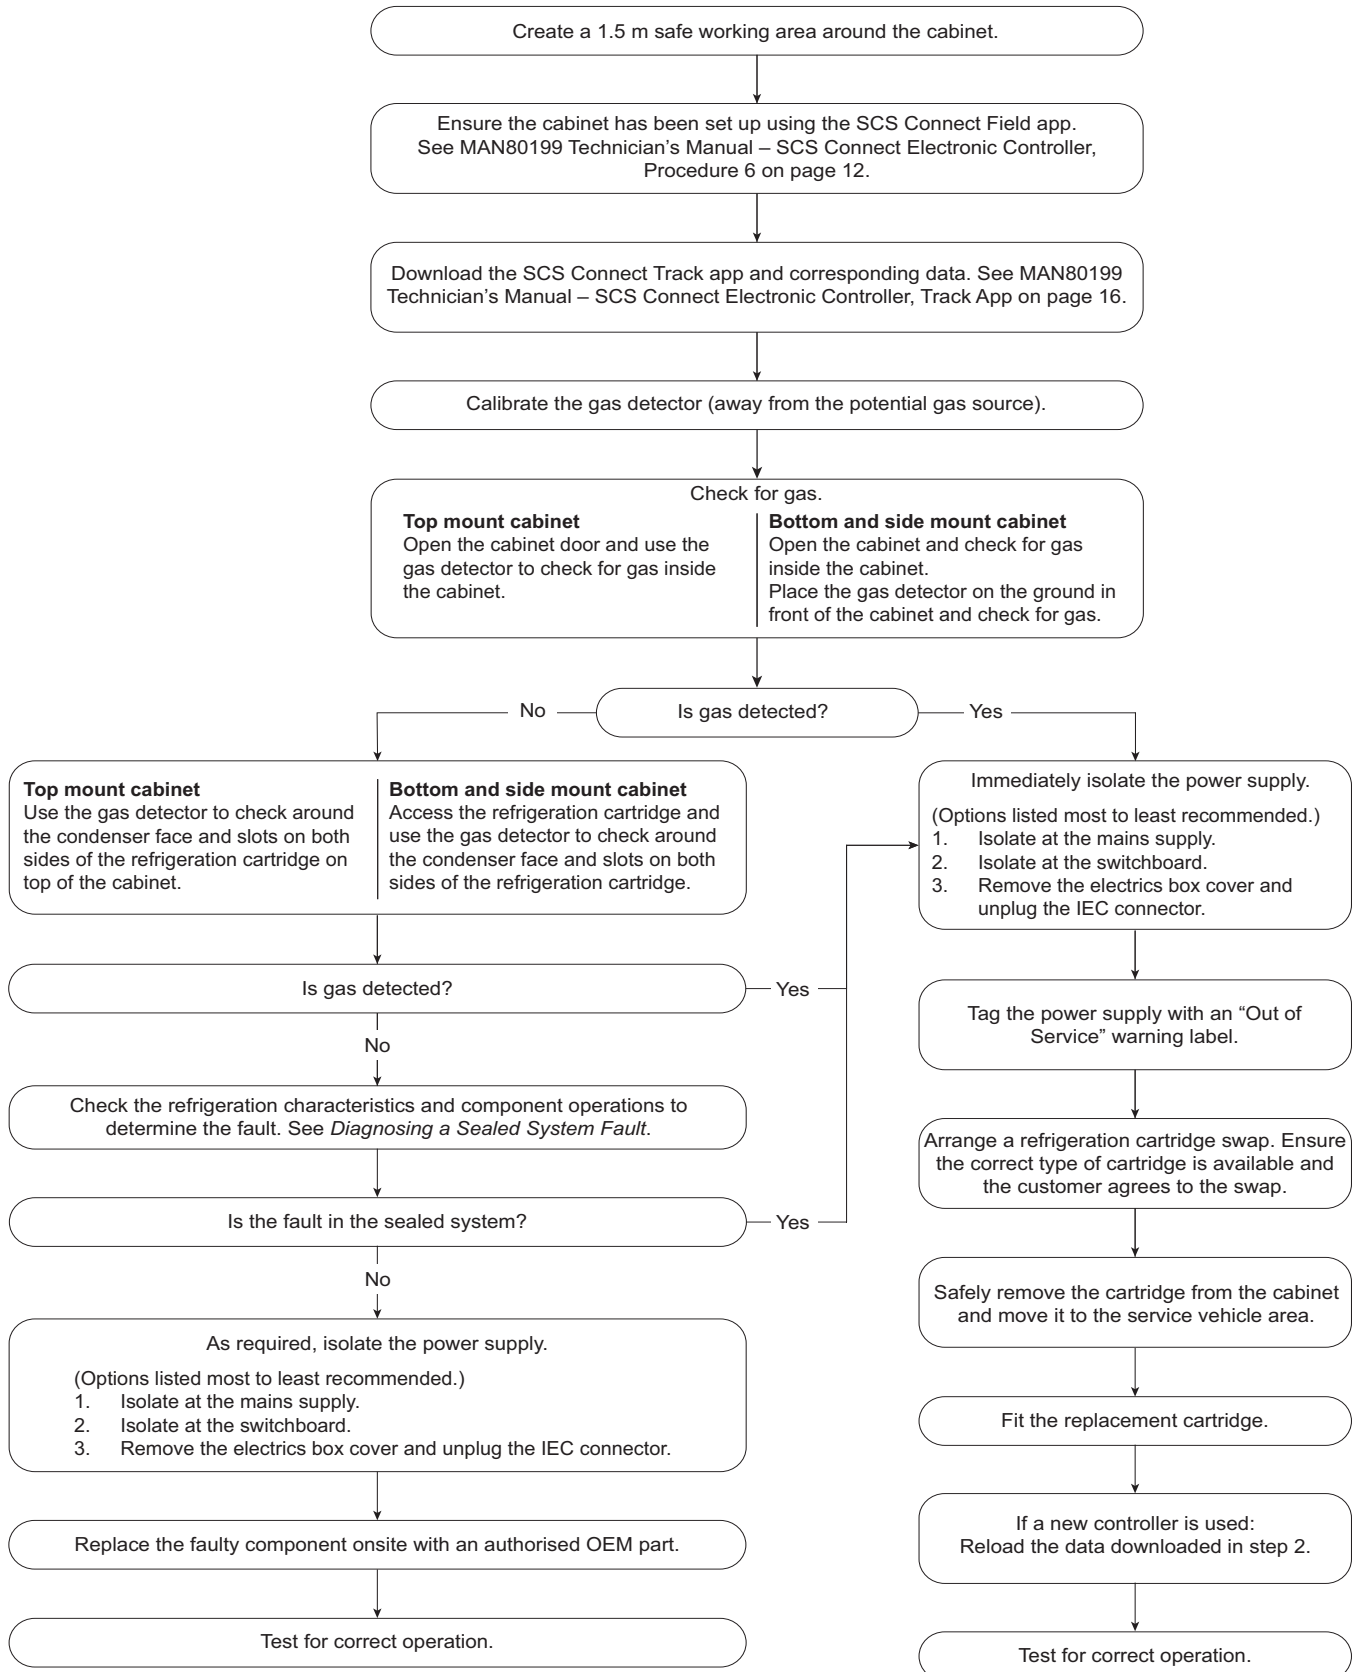 Create a 1.5 m safe working area around the cabinet.
Ensure the cabinet has been set up using the SCS Connect Field app.
See MAN80199 Technician’s Manual – SCS Connect Electronic Controller,
Procedure 6 on page 12.
Download the SCS Connect Track app and corresponding data. See MAN80199
Technician’s Manual – SCS Connect Electronic Controller, Track App on page 16.
Calibrate the gas detector (away from the potential gas source).
Check for gas.
Top mount cabinet
Open the cabinet door and use the
gas detector to check for gas inside
the cabinet.
Bottom and side mount cabinet
Open the cabinet and check for gas
inside the cabinet.
Place the gas detector on the ground in
front of the cabinet and check for gas.
Is gas detected?
No
Yes
Top mount cabinet
Use the gas detector to check around
the condenser face and slots on both
sides of the refrigeration cartridge on
top of the cabinet.
Bottom and side mount cabinet
Access the refrigeration cartridge and
use the gas detector to check around
the condenser face and slots on both
sides of the refrigeration cartridge.
Is gas detected?
Yes
No
Check the refrigeration characteristics and component operations to
determine the fault. See Diagnosing a Sealed System Fault.
Is the fault in the sealed system?
Yes
No
As required, isolate the power supply.
(Options listed most to least recommended.)
1. Isolate at the mains supply.
2. Isolate at the switchboard.
3. Remove the electrics box cover and unplug the IEC connector.
Replace the faulty component onsite with an authorised OEM part.
Test for correct operation.
Immediately isolate the power supply.
(Options listed most to least recommended.)
1. Isolate at the mains supply.
2. Isolate at the switchboard.
3. Remove the electrics box cover and
unplug the IEC connector.
Tag the power supply with an “Out of
Service” warning label.
Arrange a refrigeration cartridge swap. Ensure
the correct type of cartridge is available and
the customer agrees to the swap.
Safely remove the cartridge from the cabinet
and move it to the service vehicle area.
Fit the replacement cartridge.
If a new controller is used:
Reload the data downloaded in step 2.
Test for correct operation.